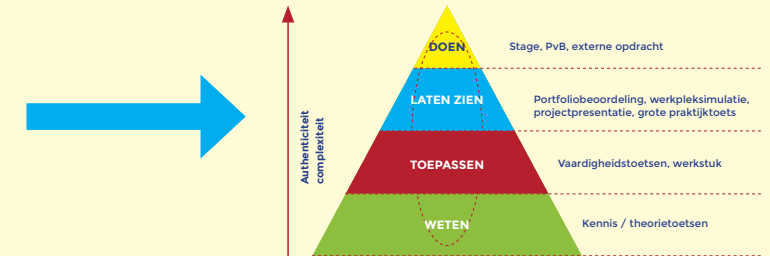 DOEN
Stage, PvB, externe opdracht
LATEN ZIEN
Portfoliobeoordeling, werkpleksimulatie,
projectpresentatie, grote praktijktoets
Authenticiteit
complexiteit
TOEPASSEN
Vaardigheidstoetsen, werkstuk
WETEN
Kennis / theorietoetsen